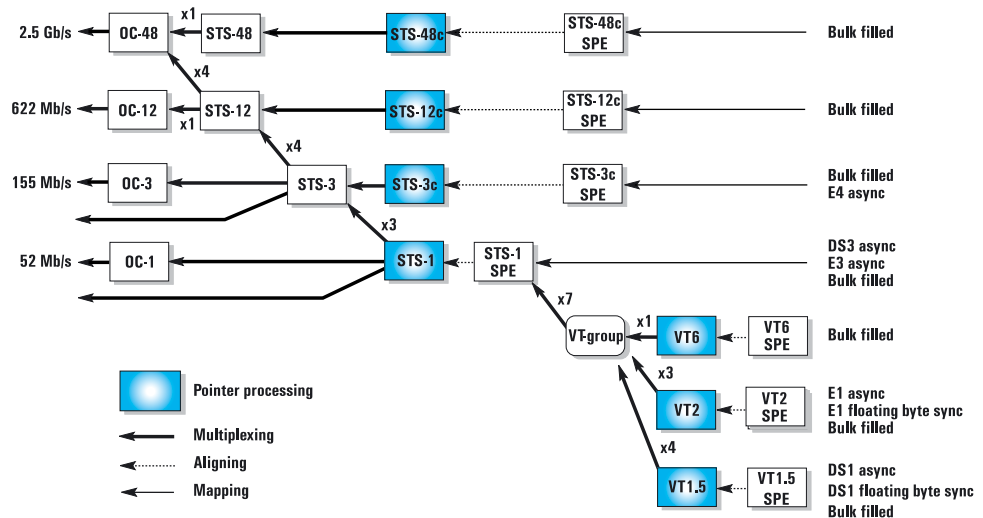 x1
2.5 Gb/s OC-48 STS-48 STS-48c STS-48c SPE Bulk filled
x4
622 Mb/s OC-12 STS-12 STS-12c STS-12c SPE Bulk filled
x1
x4
155 Mb/s OC-3 STS-3 STS-3c STS-3c SPE Bulk filled
E4 async
x3
52 Mb/s OC-1 STS-1 STS-1 SPE DS3 async
E3 async
Bulk filled
x7
VT-group x1 VT6 VT6 SPE Bulk filled
x3
VT2 VT2 SPE E1 async
E1 floating byte sync
Bulk filled
x4
VT1.5 VT1.5 SPE DS1 async
DS1 floating byte sync
Bulk filled
Pointer processing
Multiplexing
Aligning
Mapping